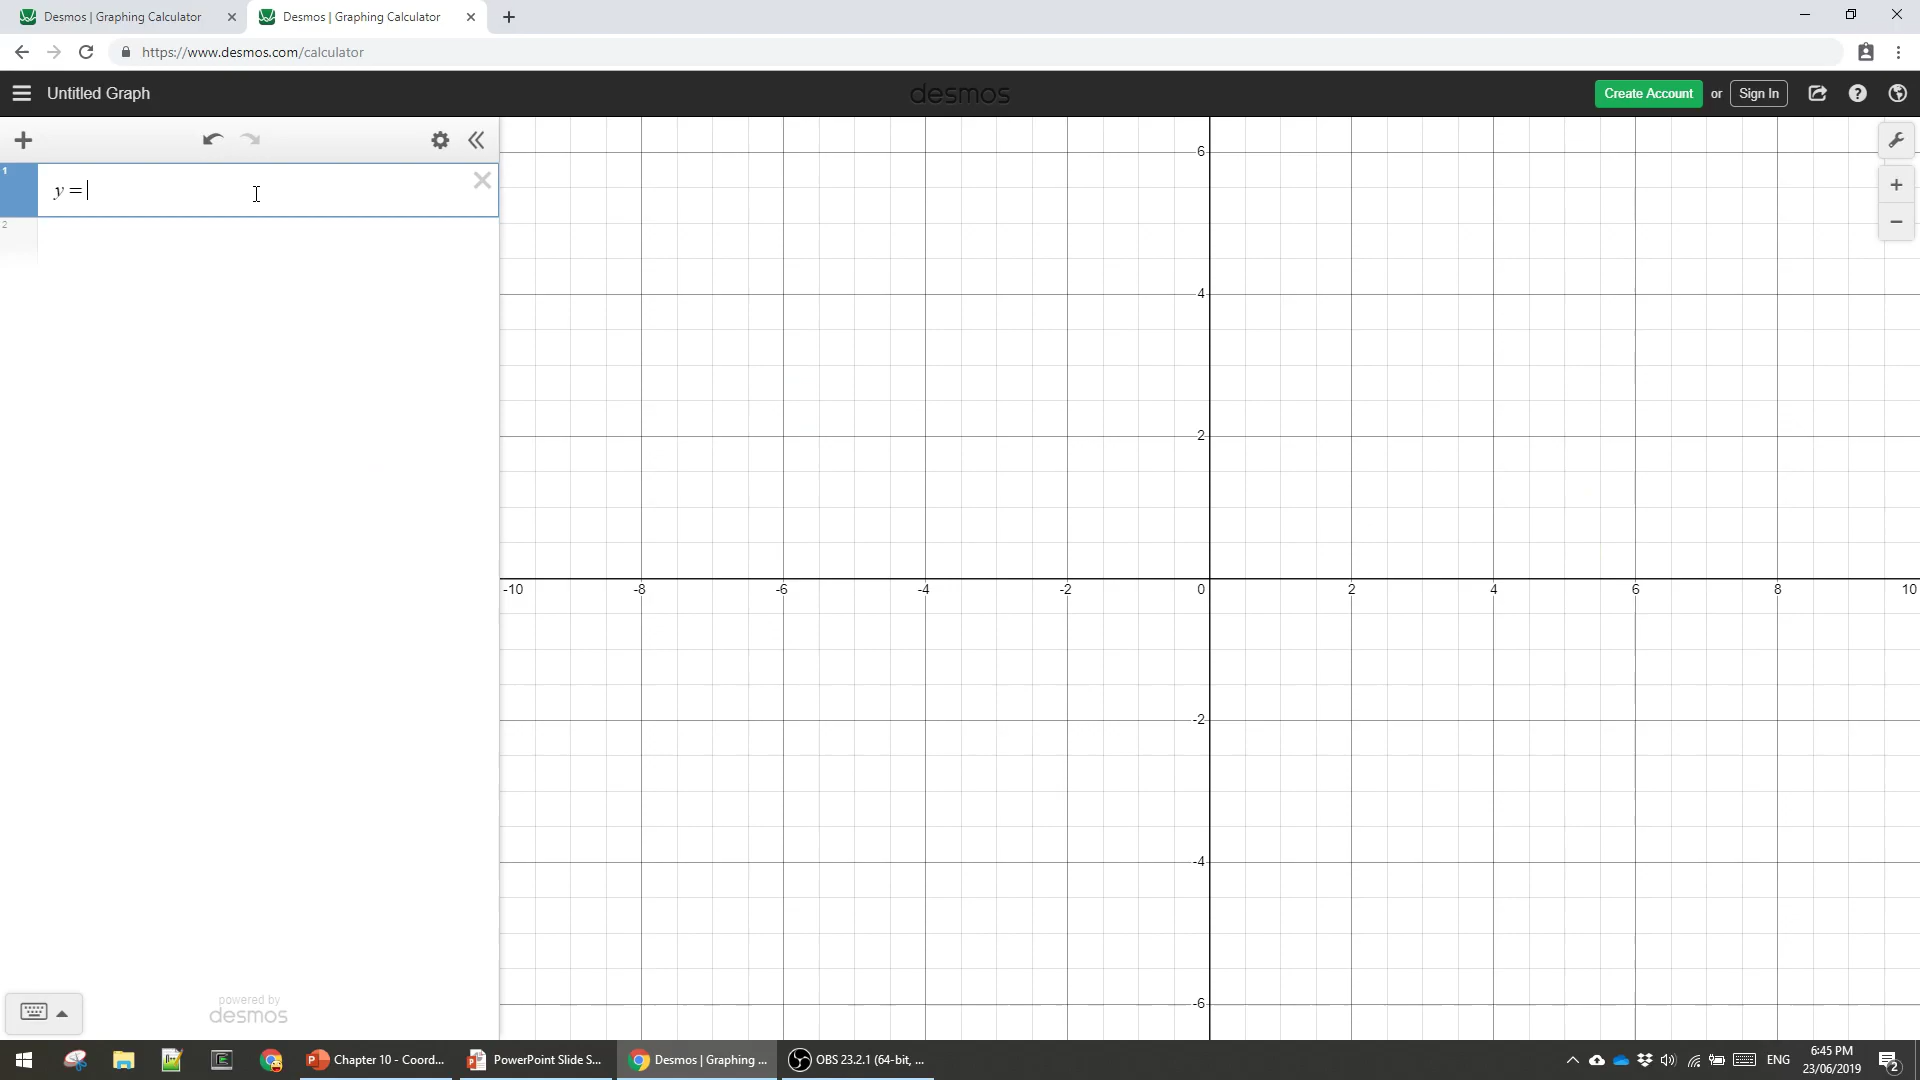 Desmos | Graphing Calculator
Desmos | Graphing Calculator
https://www.desmos.com/calculator
Untitled Graph
desmos
Create Account or Sign In
1
y =
2
6
4
2
-10 -8 -6 -4 -2 0 2 4 6 8 10
-2
-4
-6
powered by
desmos
Chapter 10 - Coord...
PowerPoint Slide S...
Desmos | Graphing ...
OBS 23.2.1 (64-bit, ...
ENG
6:45 PM
23/06/2019
2